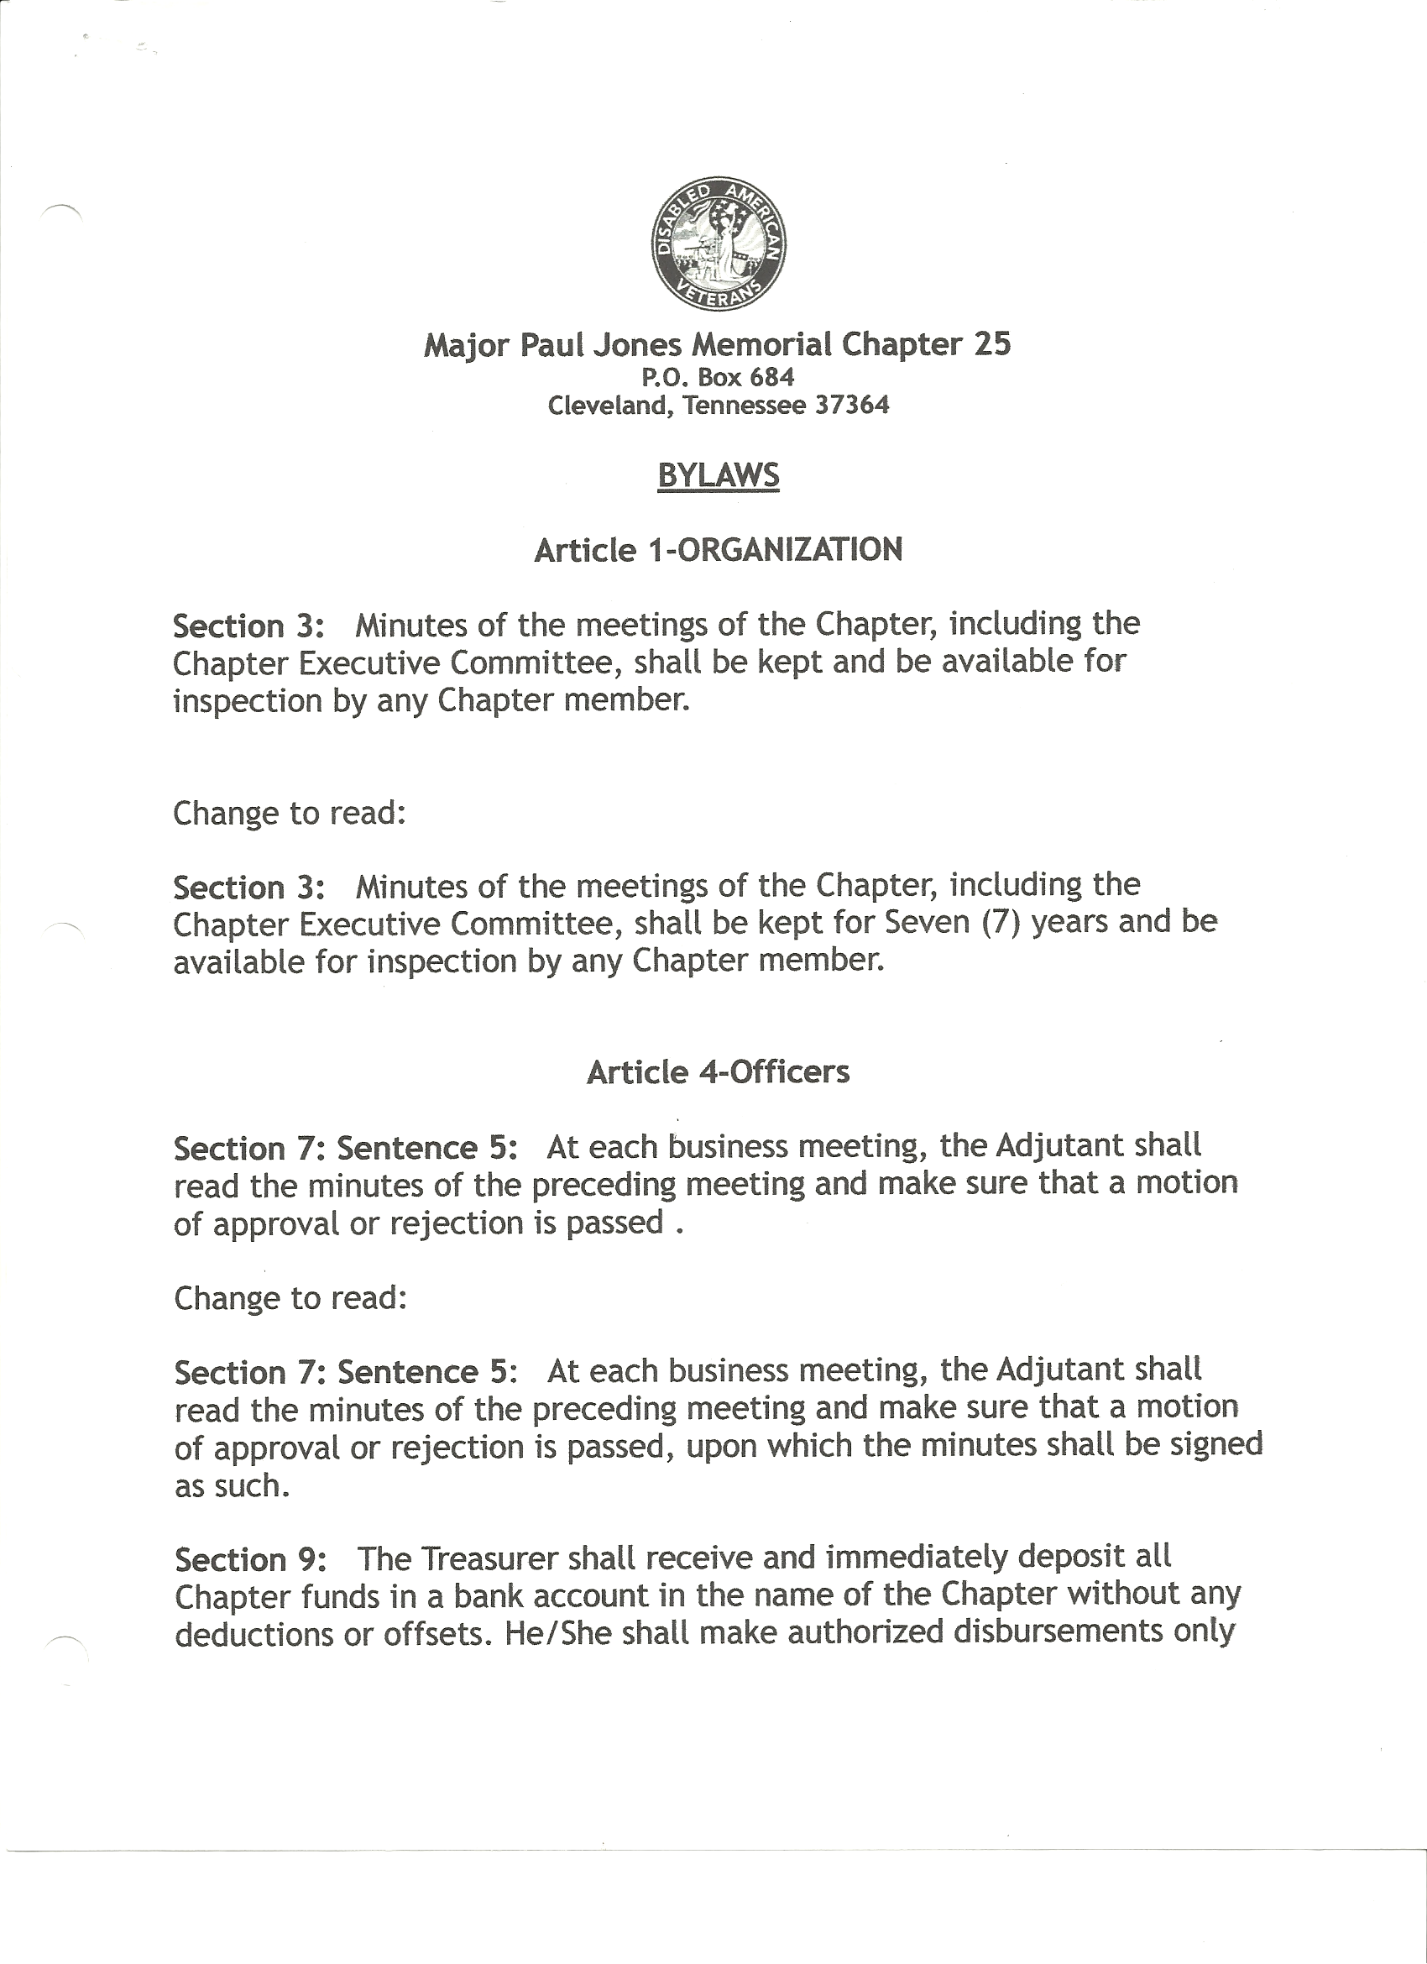 DISABLED AMERICAN VETERANS
Major Paul Jones Memorial Chapter 25
P.O. Box 684
Cleveland, Tennessee 37364
BYLAWS
Article 1-ORGANIZATION
Section 3: Minutes of the meetings of the Chapter, including the
Chapter Executive Committee, shall be kept and be available for
inspection by any Chapter member.
Change to read:
Section 3: Minutes of the meetings of the Chapter, including the
Chapter Executive Committee, shall be kept for Seven (7) years and be
available for inspection by any Chapter member.
Article 4-Officers
Section 7: Sentence 5: At each business meeting, the Adjutant shall
read the minutes of the preceding meeting and make sure that a motion
of approval or rejection is passed .
Change to read:
Section 7: Sentence 5: At each business meeting, the Adjutant shall
read the minutes of the preceding meeting and make sure that a motion
of approval or rejection is passed, upon which the minutes shall be signed
as such.
Section 9: The Treasurer shall receive and immediately deposit all
Chapter funds in a bank account in the name of the Chapter without any
deductions or offsets. He/She shall make authorized disbursements only